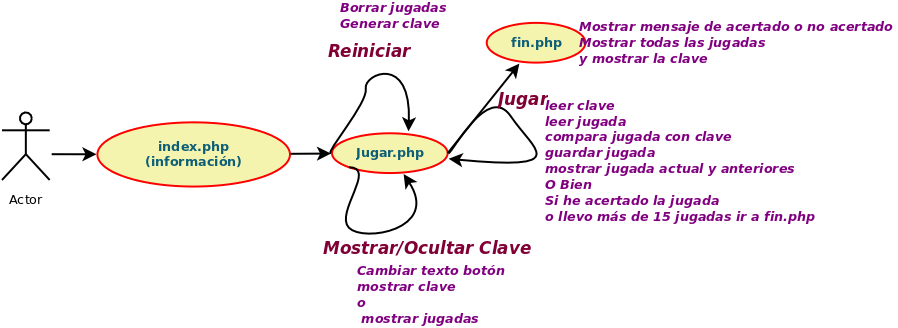 Borrar jugadas
Generar clave
Reiniciar
fin.php
Mostrar mensaje de acertado o no acertado
Mostrar todas las jugadas
y mostrar la clave
Jugar
leer clave
leer jugada
compara jugada con clave
guardar jugada
mostrar jugada actual y anteriores
O Bien
Si he acertado la jugada
o llevo más de 15 jugadas ir a fin.php
index.php
(información)
Jugar.php
Actor
Mostrar/Ocultar Clave
Cambiar texto botón
mostrar clave
o
mostrar jugadas